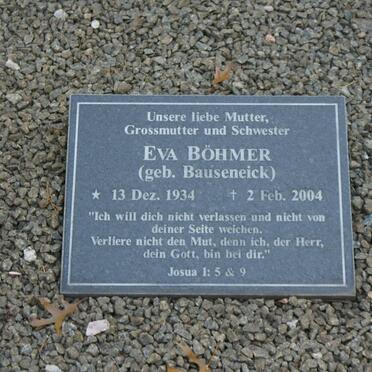 Unsere liebe Mutter,
Grossmutter und Schwester
EVA BÖHMER
(geb. Bauseneick)
★ 13 Dez. 1934 † 2 Feb. 2004
"Ich will dich nicht verlassen und nicht von
deiner Seite weichen.
Verliere nicht den Mut, denn ich, der Herr,
dein Gott, bin bei dir."
Josua 1: 5 & 9